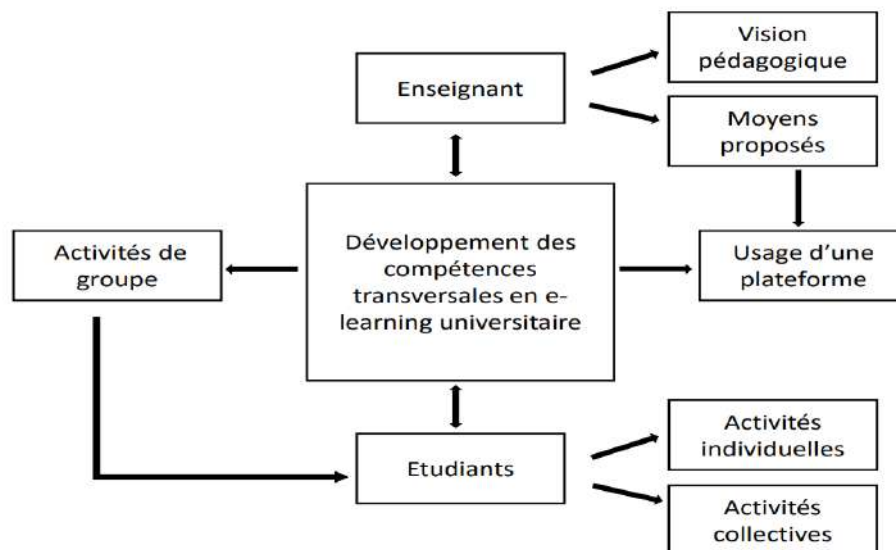 Vision
pédagogique
Enseignant
Moyens
proposés
Développement des
compétences
transversales en e-
learning universitaire
Activités de
groupe
Usage d'une
plateforme
Etudiants
Activités
individuelles
Activités
collectives